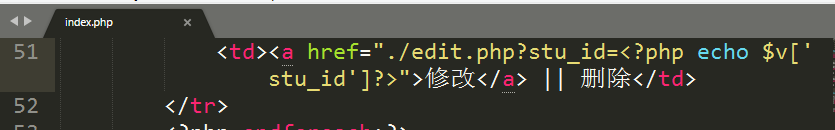 index.php ×
51 <td><a href="./edit.php?stu_id=<?php echo $v['
stu_id']?>">修改</a> || 删除</td>
52 </tr>